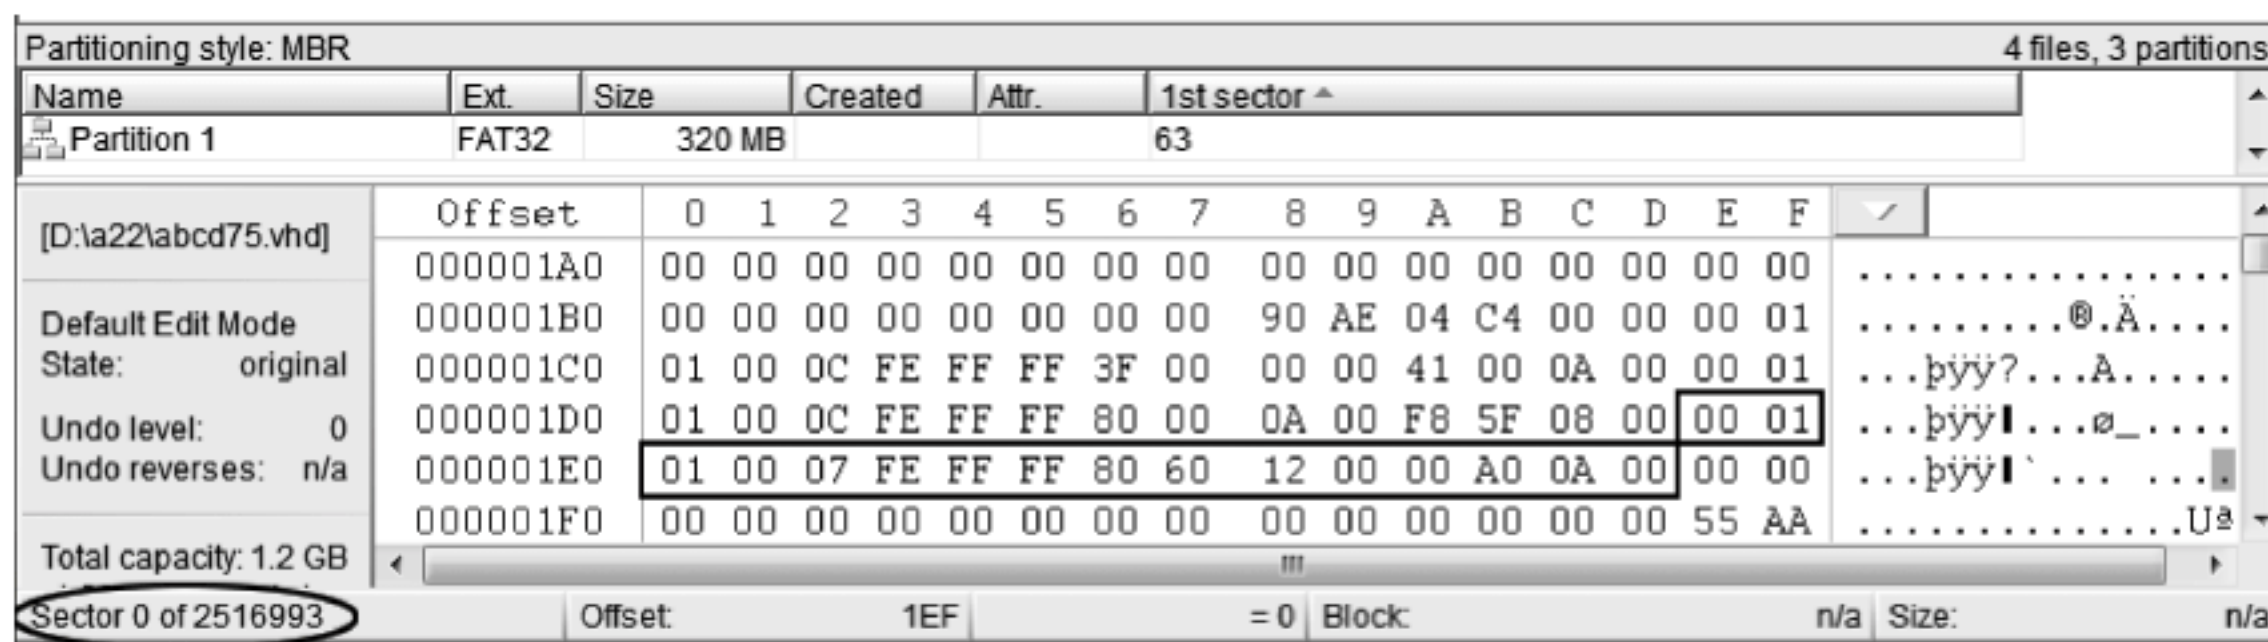 Partitioning style: MBR 4 files, 3 partitions
Name Ext. Size Created Attr. 1st sector
Partition 1 FAT32 320 MB 63
[D:\a22\abcd75.vhd]
Default Edit Mode
State: original
Undo level: 0
Undo reverses: n/a
Total capacity: 1.2 GB
Offset 0 1 2 3 4 5 6 7 8 9 A B C D E F
000001A0 00 00 00 00 00 00 00 00 00 00 00 00 00 00 00 00 ................
000001B0 00 00 00 00 00 00 00 00 90 AE 04 C4 00 00 00 01 .........®.Ä....
000001C0 01 00 0C FE FF FF 3F 00 00 00 41 00 0A 00 00 01 ...þÿÿ?...A.....
000001D0 01 00 0C FE FF FF 80 00 0A 00 F8 5F 08 00 00 01 ...þÿÿ▌...ø_....
000001E0 01 00 07 FE FF FF 80 60 12 00 00 A0 0A 00 00 00 ...þÿÿ▌`... ....
000001F0 00 00 00 00 00 00 00 00 00 00 00 00 00 00 55 AA ..............Uª
Sector 0 of 2516993 Offset: 1EF = 0 Block: n/a Size: n/a